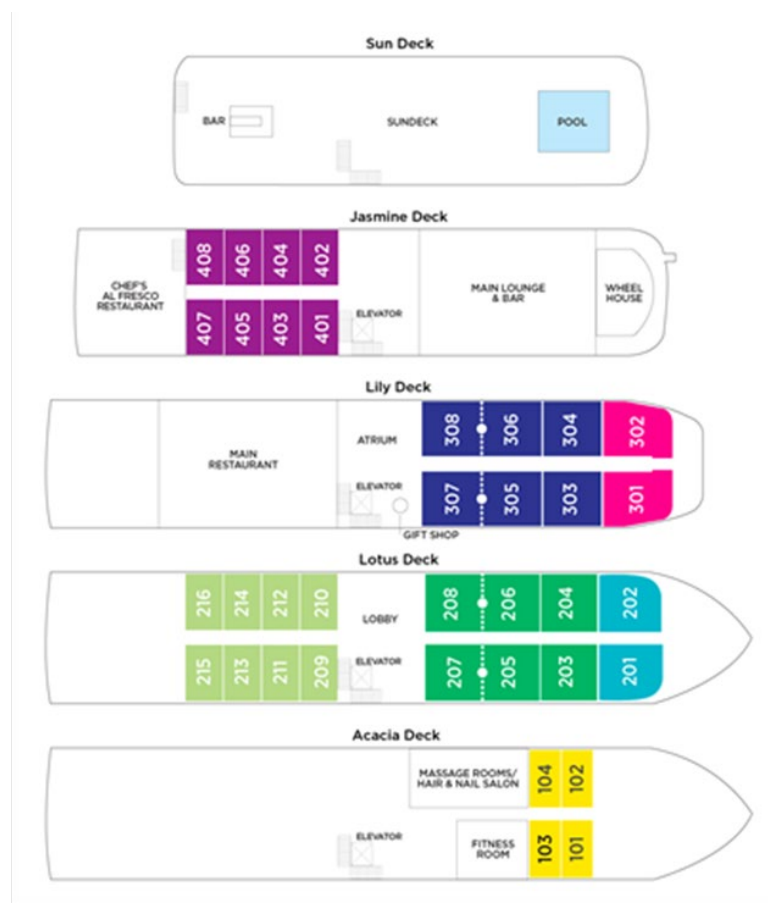 Sun Deck
BAR
SUNDECK
POOL
Jasmine Deck
408 406 404 402
CHEF'S
AL FRESCO
RESTAURANT
MAIN LOUNGE
& BAR
WHEEL
HOUSE
ELEVATOR
407 405 403 401
Lily Deck
308 306 304 302
ATRIUM
MAIN
RESTAURANT
ELEVATOR
307 305 303 301
GIFT SHOP
Lotus Deck
216 214 212 210
LOBBY
208 206 204 202
ELEVATOR
215 213 211 209
207 205 203 201
Acacia Deck
MASSAGE ROOMS/
HAIR & NAIL SALON
104 102
ELEVATOR
FITNESS
ROOM
103 101